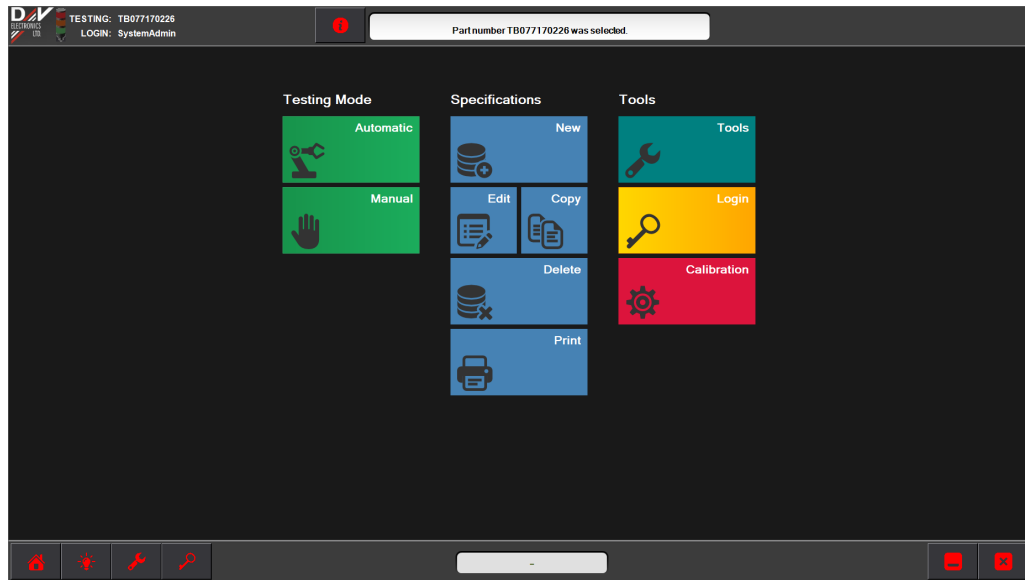 D&V
ELECTRONICS
LTD.
TESTING: TB077170226
LOGIN: SystemAdmin
i
Part number TB077170226 was selected.
Testing Mode
Automatic
Manual
Specifications
New
Edit
Copy
Delete
Print
Tools
Tools
Login
Calibration
-